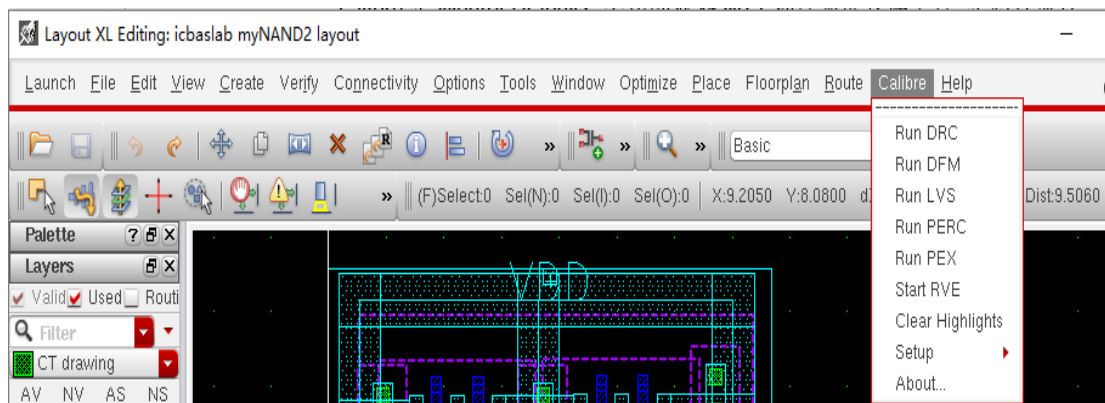 Layout XL Editing: icbaslab myNAND2 layout
Launch File Edit View Create Verify Connectivity Options Tools Window Optimize Place Floorplan Route Calibre Help
Run DRC
Run DFM
Run LVS
Run PERC
Run PEX
Start RVE
Clear Highlights
Setup
About...
R » » » Basic
» (F)Select:0 Sel(N):0 Sel(I):0 Sel(O):0 X:9.2050 Y:8.0800 Dist:9.5060
Palette
Layers
Valid Used Routi
Filter
CT drawing
AV NV AS NS
VDD